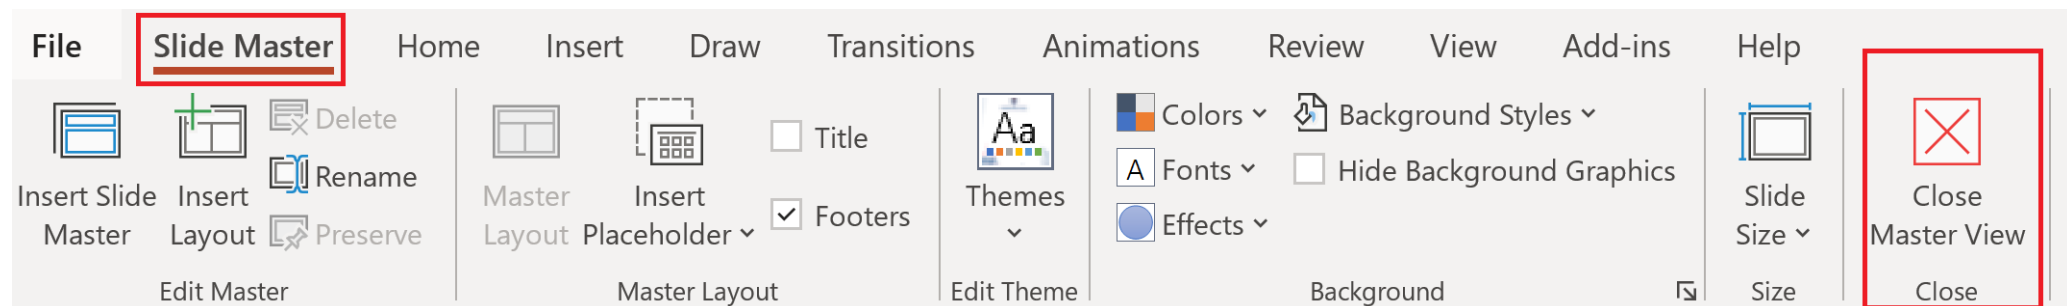 File Slide Master Home Insert Draw Transitions Animations Review View Add-ins Help
Insert Slide
Master
Insert
Layout
Delete
Rename
Preserve
Edit Master
Master
Layout
Insert
Placeholder
Title
Footers
Master Layout
Aa
Themes
Edit Theme
Colors
A Fonts
Effects
Background Styles
Hide Background Graphics
Background
Slide
Size
Size
Close
Master View
Close